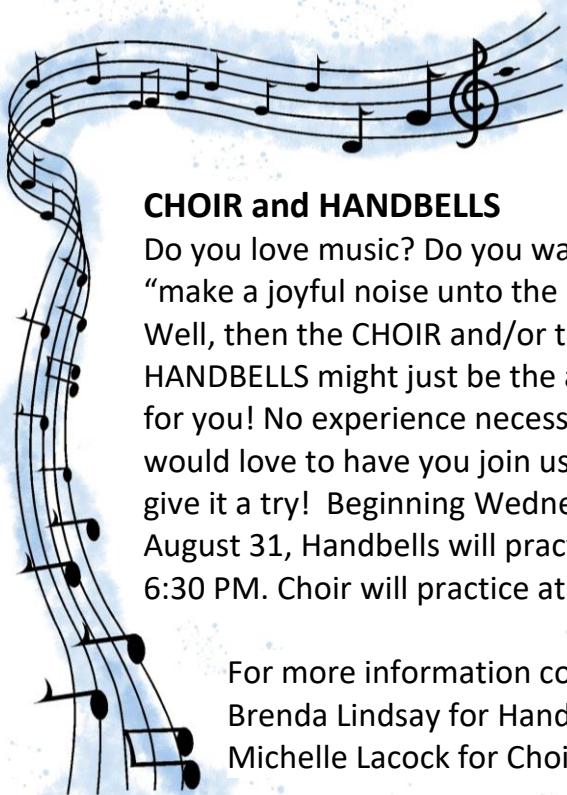 CHOIR and HANDBELLS
Do you love music? Do you wa
“make a joyful noise unto the
Well, then the CHOIR and/or t
HANDBELLS might just be the a
for you! No experience necess
would love to have you join us
give it a try!  Beginning Wedne
August 31, Handbells will pract
6:30 PM. Choir will practice at
For more information co
Brenda Lindsay for Hand
Michelle Lacock for Choi